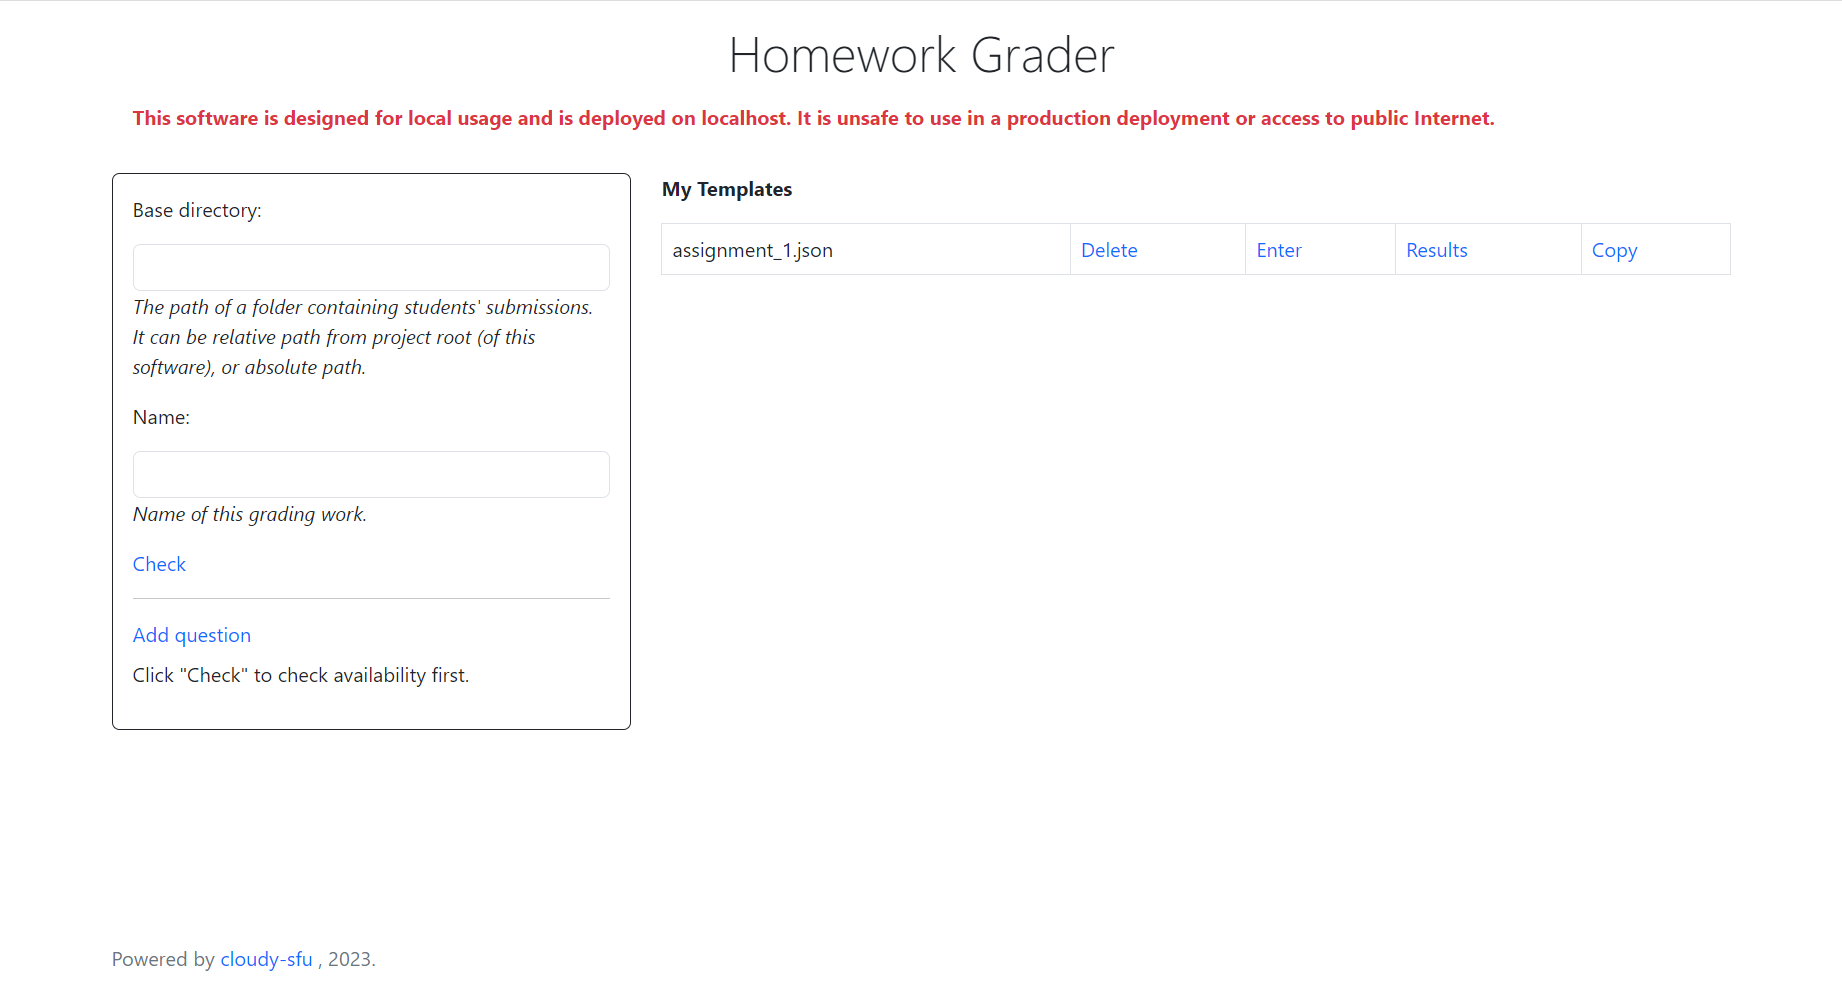 Homework Grader
This software is designed for local usage and is deployed on localhost. It is unsafe to use in a production deployment or access to public Internet.
Base directory:
The path of a folder containing students' submissions.
It can be relative path from project root (of this
software), or absolute path.
Name:
Name of this grading work.
Check
Add question
Click "Check" to check availability first.
My Templates
assignment_1.json Delete Enter Results Copy
Powered by cloudy-sfu , 2023.